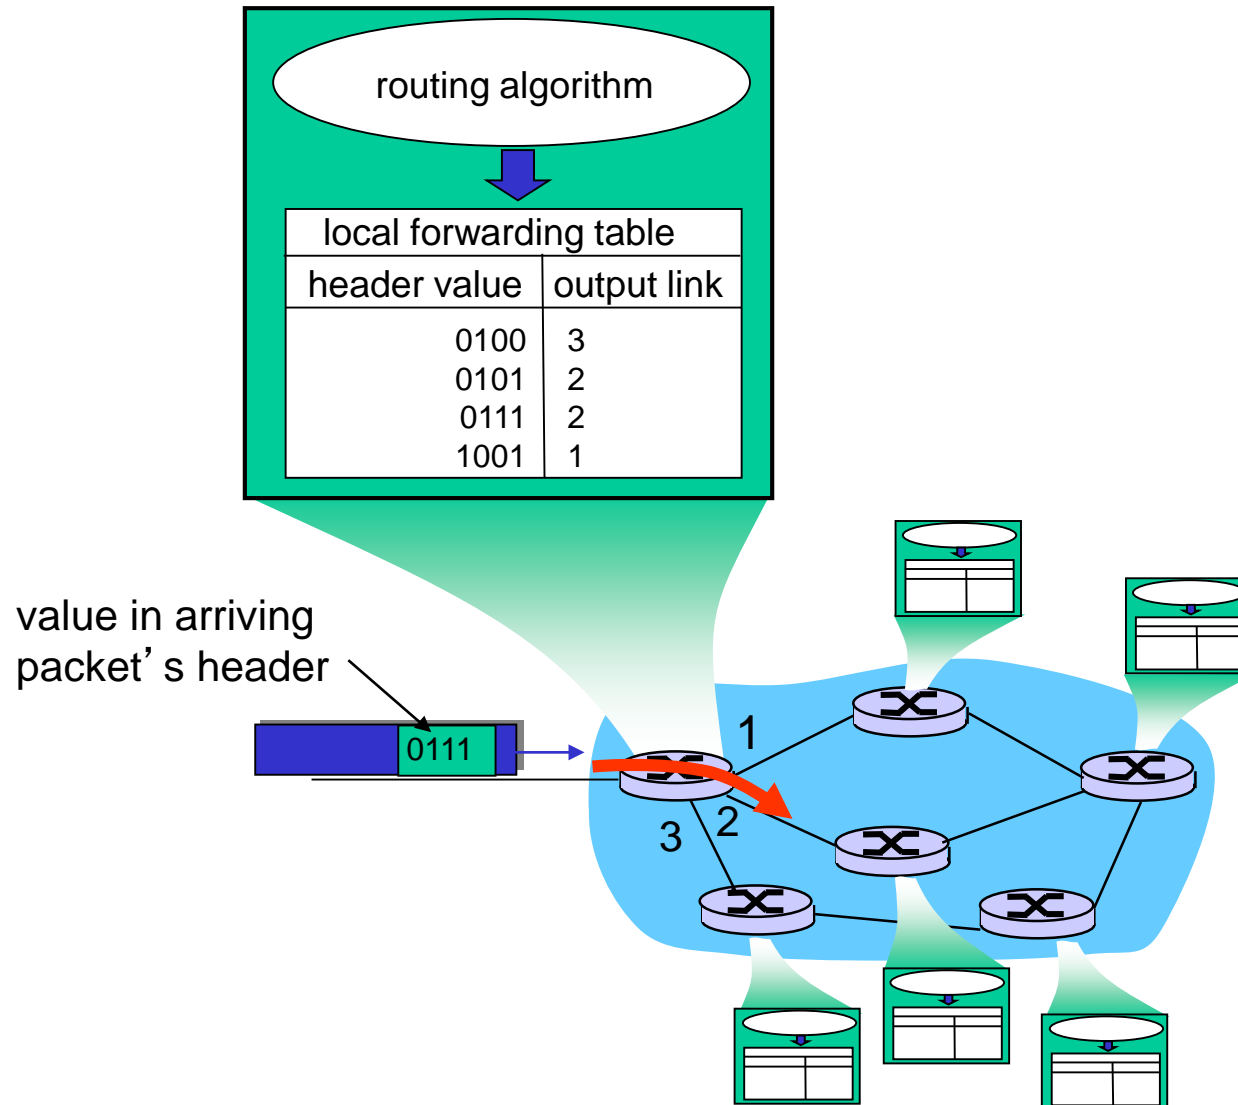 routing algorithm
local forwarding table
header value output link
0100 3
0101 2
0111 2
1001 1
value in arriving
packet’ s header
0111
1
2
3